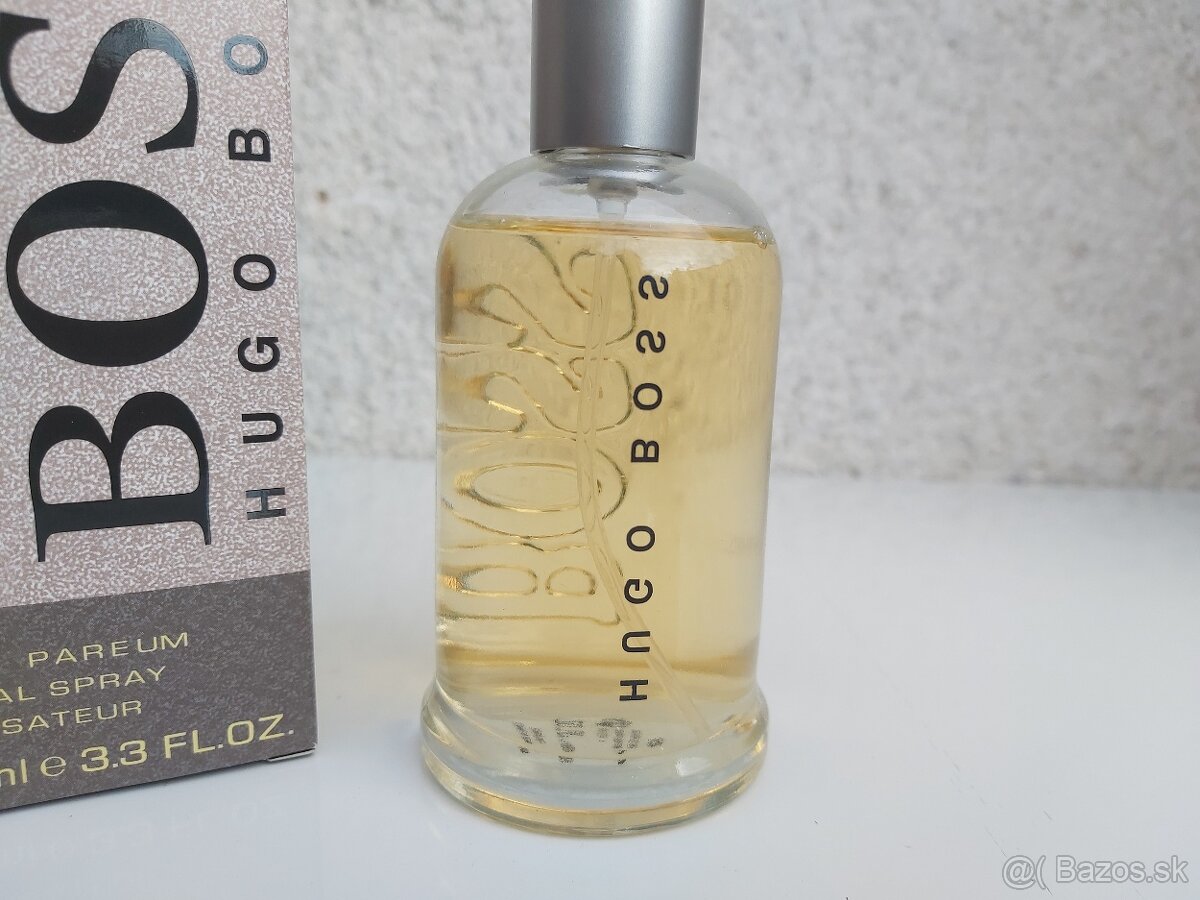 BOS
HUGO BO
PAREUM
AL SPRAY
SATEUR
ml e 3.3 FL.OZ.
BOSS
HUGO BOSS
@( Bazos.sk